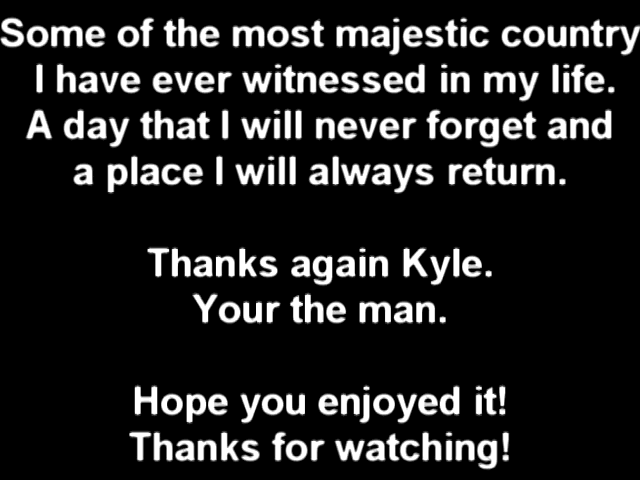 Some of the most majestic country
I have ever witnessed in my life.
A day that I will never forget and
a place I will always return.
Thanks again Kyle.
Your the man.
Hope you enjoyed it!
Thanks for watching!